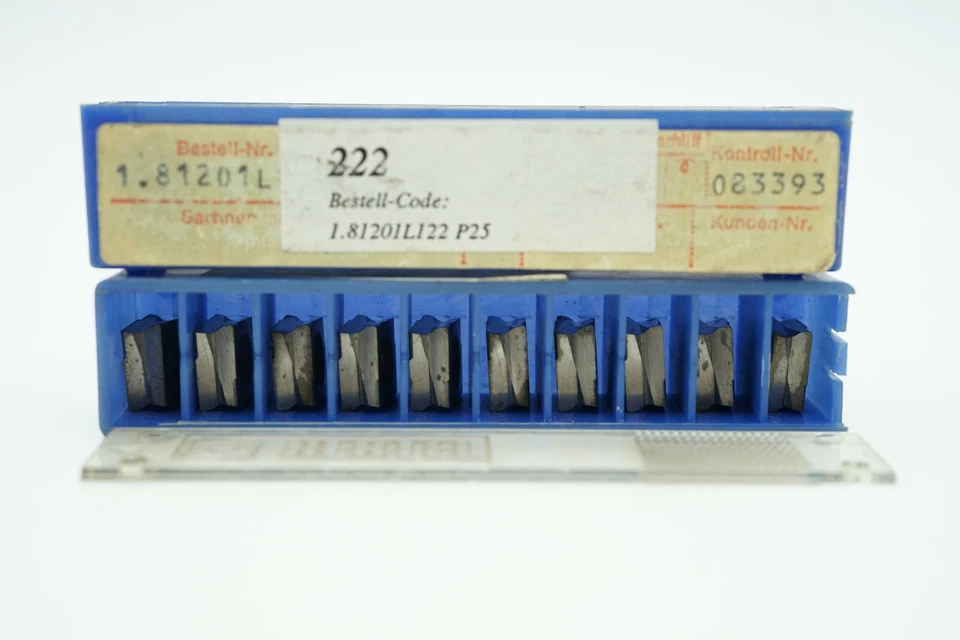 Bestell-Nr.
1.81201L
222
Bestell-Code:
1.81201L122 P25
Kontroll-Nr.
083393
Kunden-Nr.